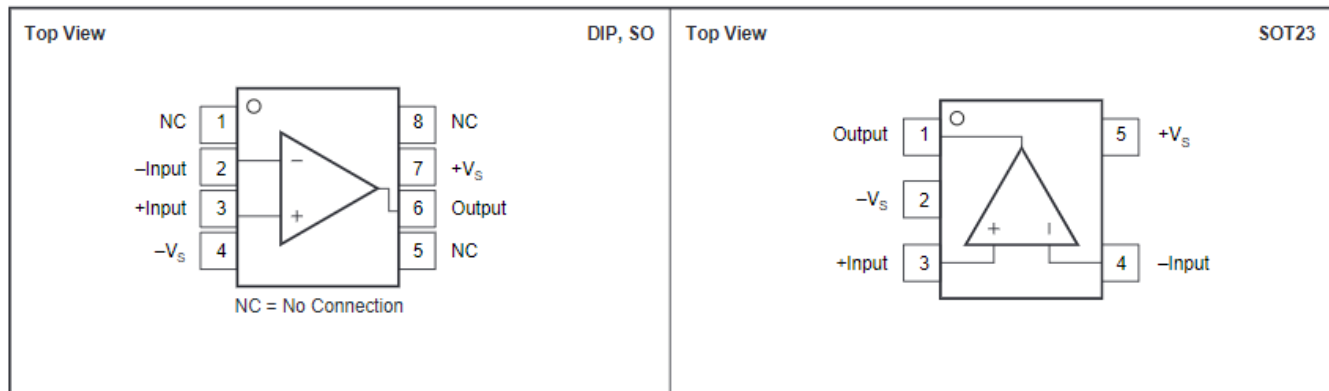 Top View DIP, SO
NC 1 8 NC
–Input 2 – 7 +VS
+Input 3 + 6 Output
–VS 4 5 NC
NC = No Connection
Top View SOT23
Output 1 5 +VS
–VS 2
+Input 3 + – 4 –Input